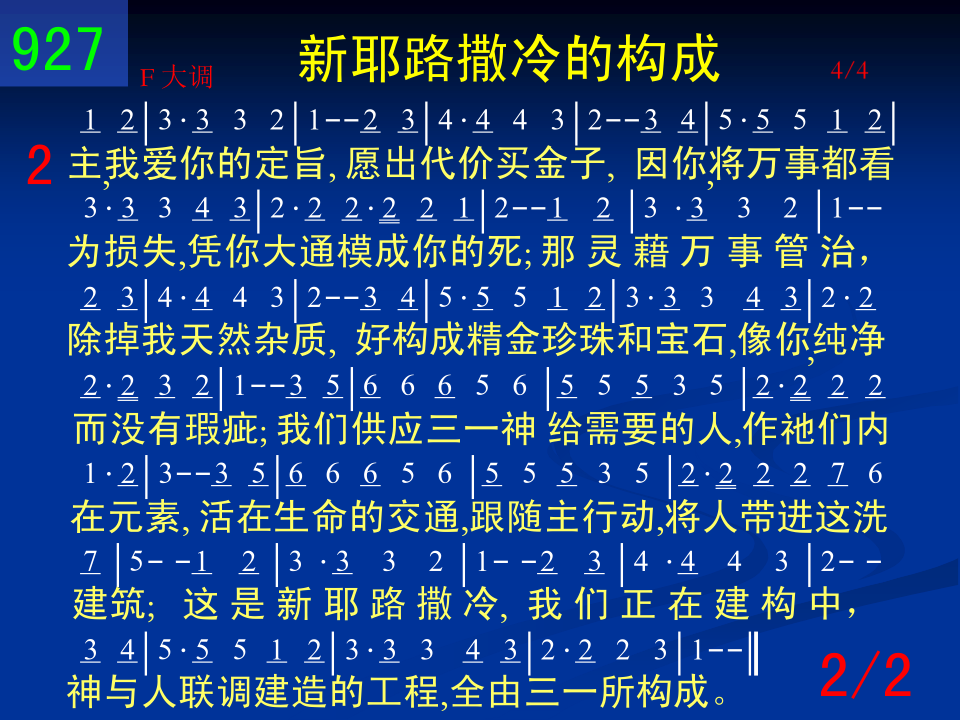 927
新耶路撒冷的构成
F 大调
4/4
1 2|3·3 3 2|1--2 3|4·4 4 3|2--3 4|5·5 5 1 2|
2
主,我爱你的定旨, 愿出代价买金子, 因你,将万事都看
3·3 3 4 3|2·2 2·2 2 1|2--1 2|3·3 3 2|1--
为损失,凭你大通模成你的死; 那灵藉万事管治,
2 3|4·4 4 3|2--3 4|5·5 5 1 2|3·3 3 4 3|2·2
除掉我天然杂质, 好构成精金珍珠和宝石,像你,纯净
2·2 3 2|1--3 5|6 6 6 5 6|5 5 5 3 5|2·2 2 2
而没有瑕疵; 我们供应三一神 给需要的人,作祂们内
1·2|3--3 5|6 6 6 5 6|5 5 5 3 5|2·2 2 2 7 6
在元素, 活在生命的交通,跟随主行动,将人带进这洗
7|5--1 2|3·3 3 2|1--2 3|4·4 4 3|2--
建筑; 这是新耶路撒冷, 我们正在建构中,
3 4|5·5 5 1 2|3·3 3 4 3|2·2 2 3|1--‖
神与人联调建造的工程,全由三一所构成。
2/2